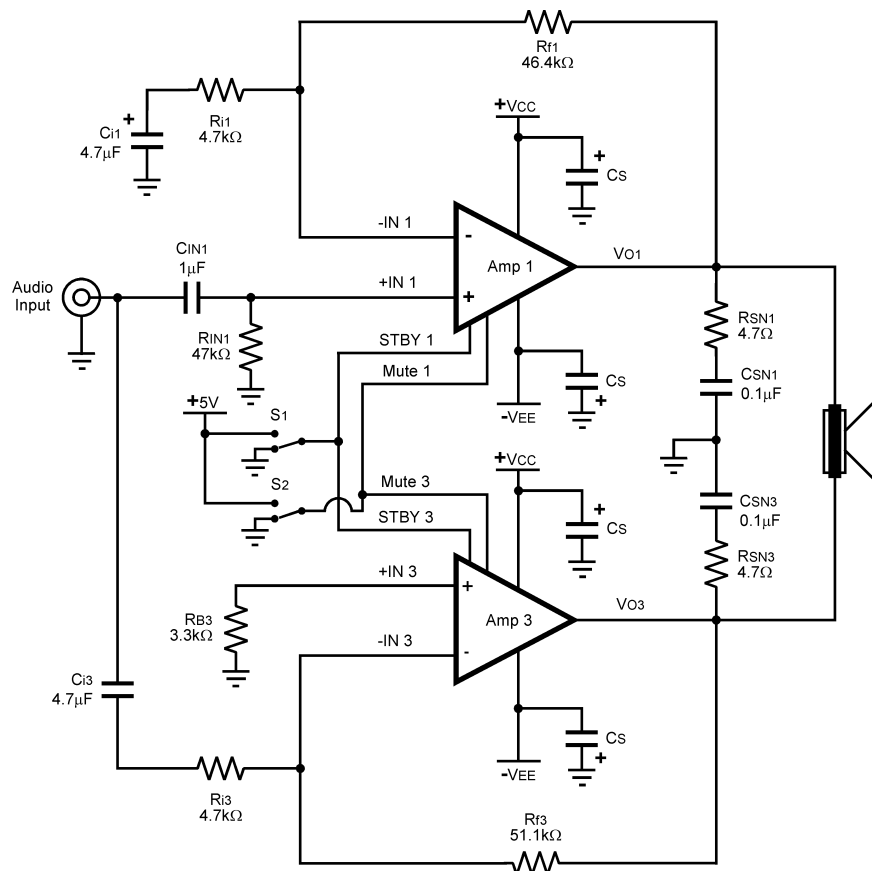 Rf1
46.4kΩ
+VCC
Ri1
4.7kΩ
Ci1
4.7μF
+
+
CS
-IN 1
-
CIN1
1μF
Audio
Input
+IN 1
+
Amp 1
VO1
RIN1
47kΩ
STBY 1
Mute 1
RSN1
4.7Ω
CS
+
-VEE
CSN1
0.1μF
+5V
S1
S2
Mute 3
STBY 3
+VCC
+
CS
CSN3
0.1μF
RSN3
4.7Ω
+IN 3
+
RB3
3.3kΩ
-IN 3
-
Amp 3
VO3
Ci3
4.7μF
CS
+
-VEE
Ri3
4.7kΩ
Rf3
51.1kΩ